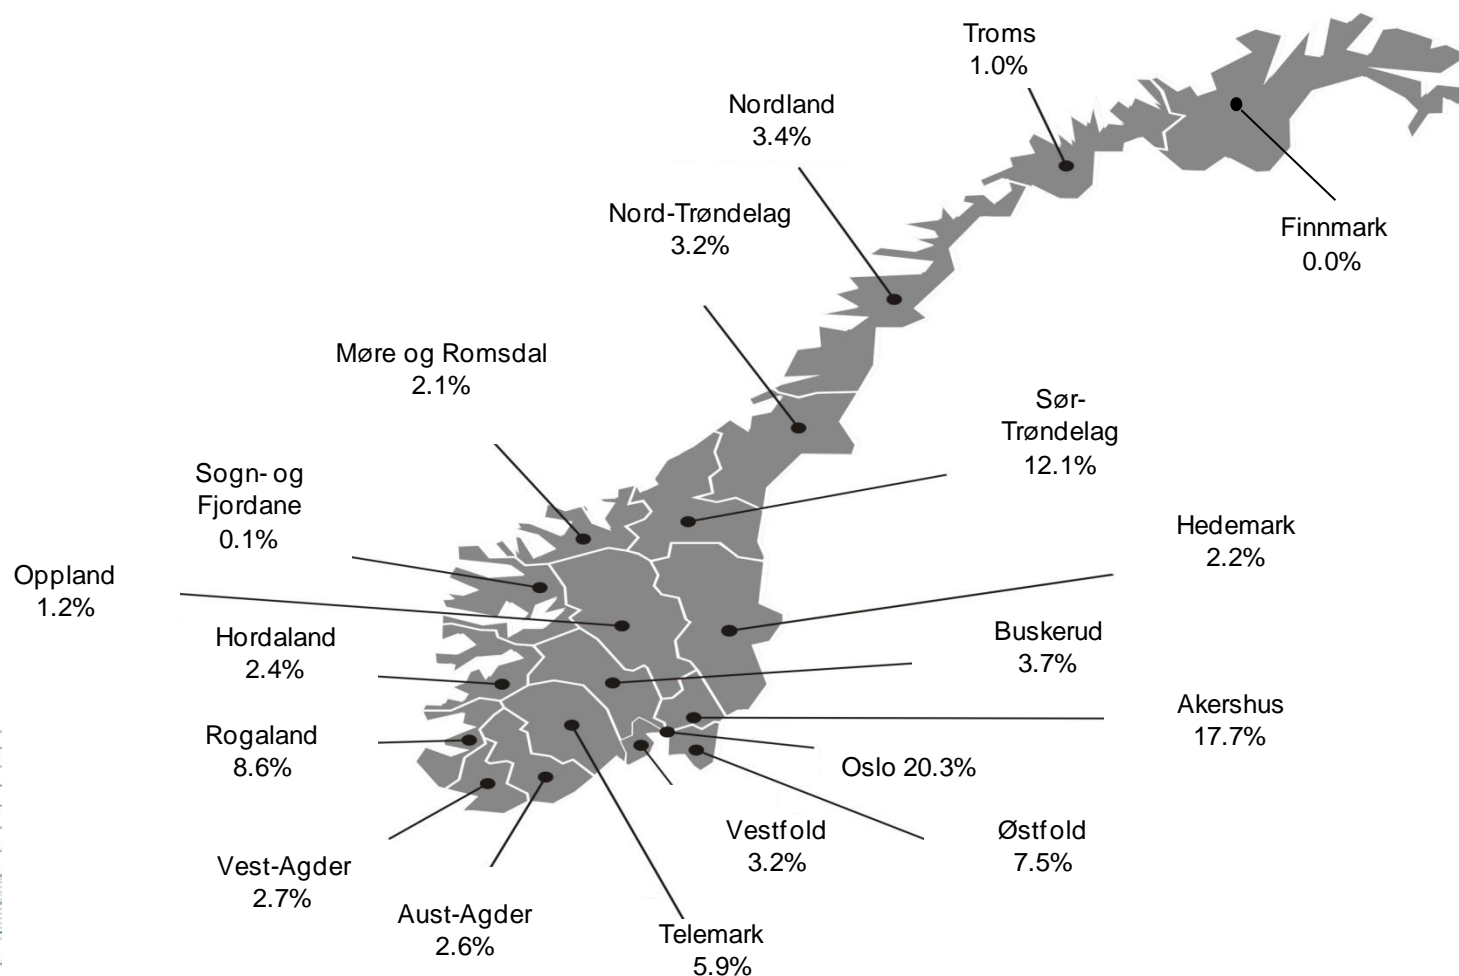 Troms
1.0%
Nordland
3.4%
Nord-Trøndelag
3.2%
Finnmark
0.0%
Møre og Romsdal
2.1%
Sør-
Trøndelag
12.1%
Sogn- og
Fjordane
0.1%
Hedemark
2.2%
Oppland
1.2%
Hordaland
2.4%
Buskerud
3.7%
Akershus
17.7%
Rogaland
8.6%
Oslo 20.3%
Vestfold
3.2%
Østfold
7.5%
Vest-Agder
2.7%
Aust-Agder
2.6%
Telemark
5.9%